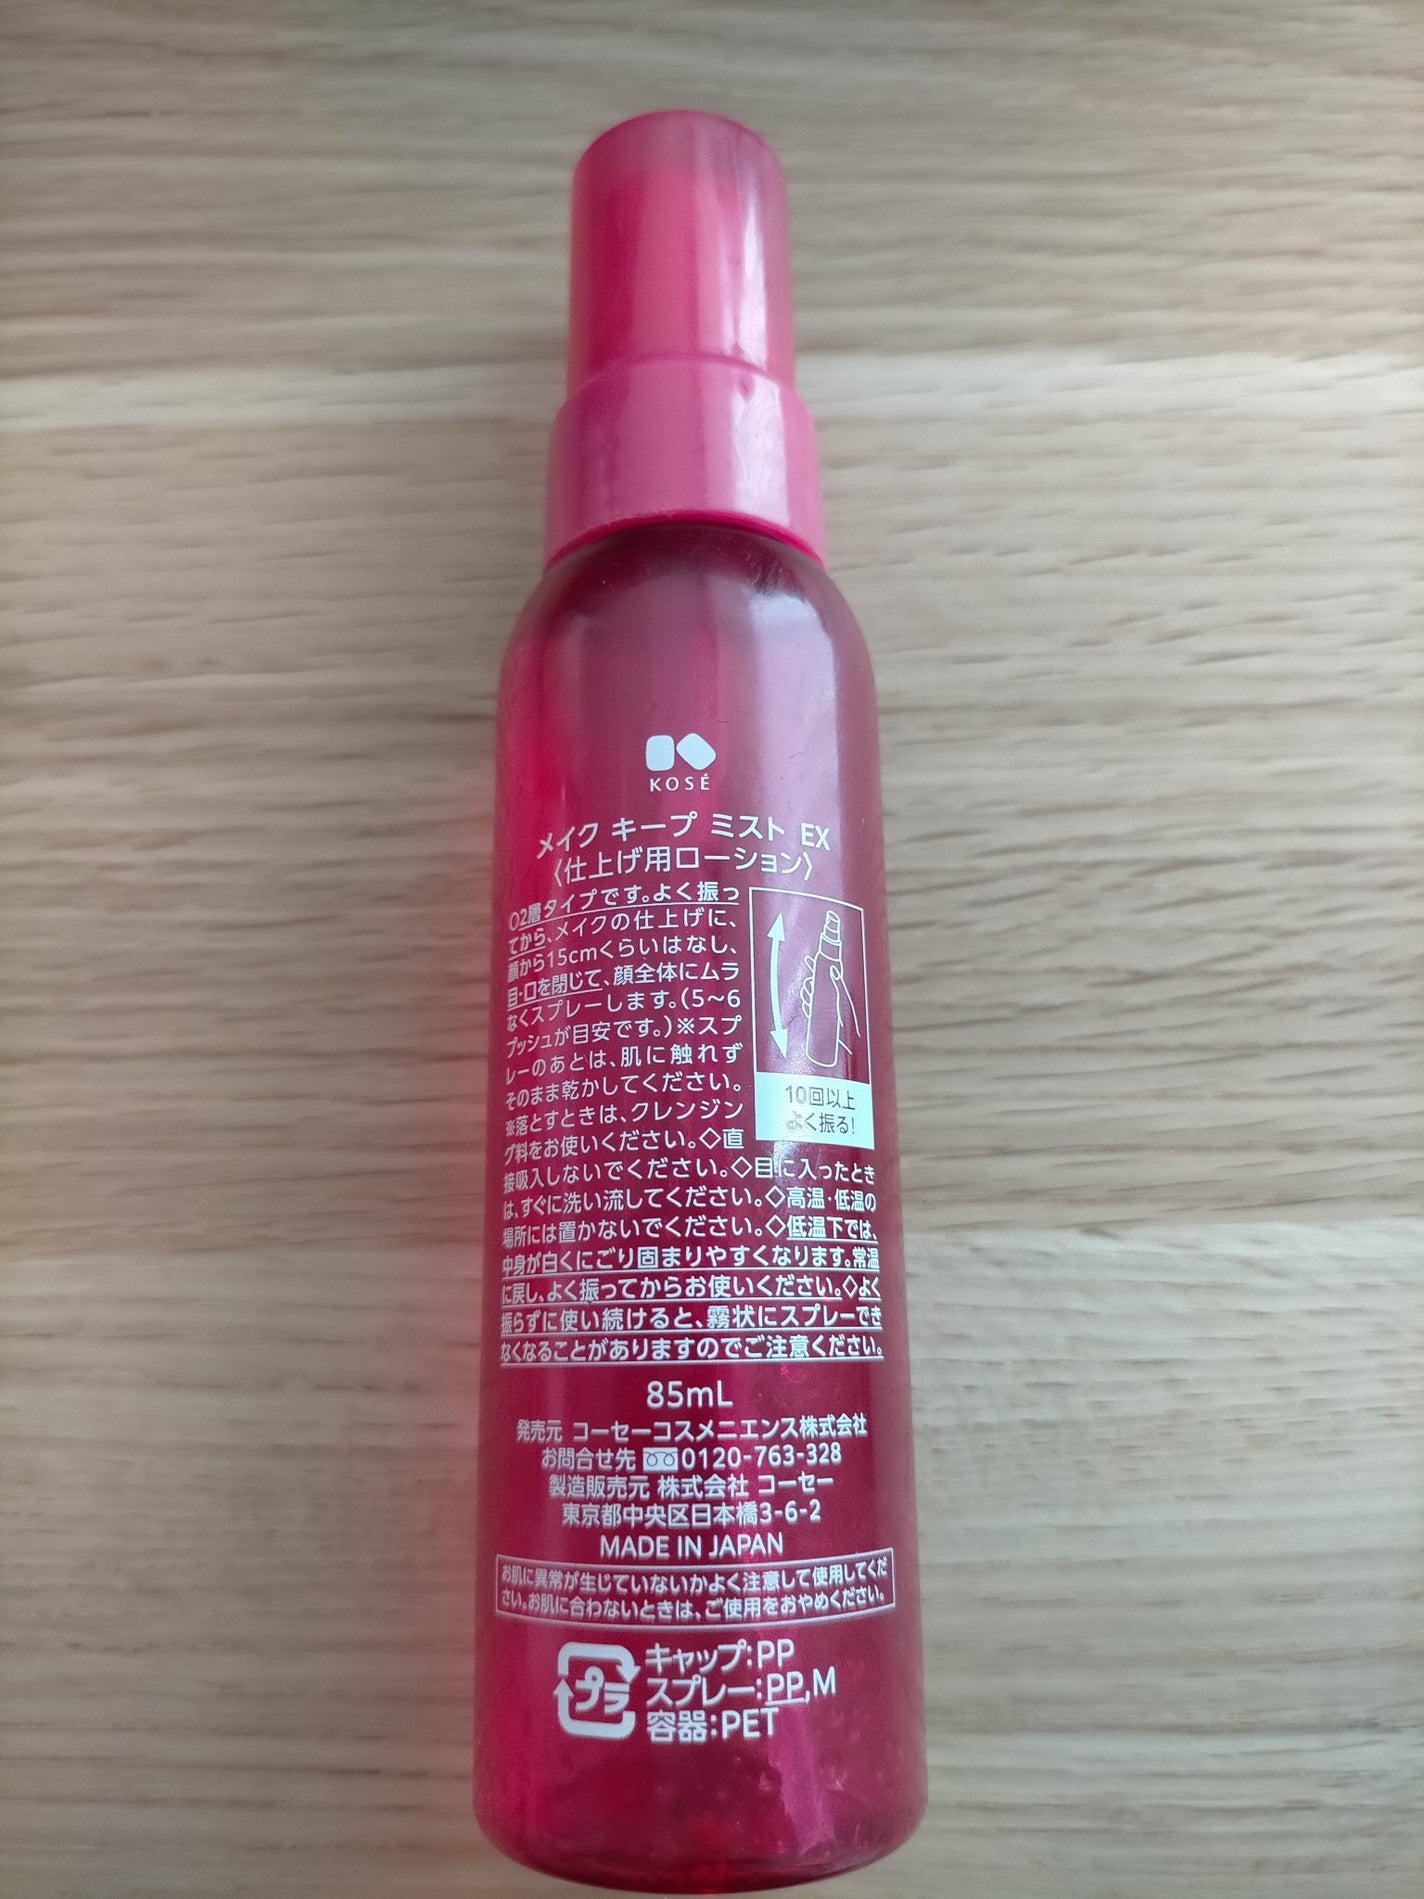 KOSÉ
メイク キープ ミスト EX
〈仕上げ用ローション〉
○2層タイプです。よく振っ
てから、メイクの仕上げに、
顔から15cmくらいはなし、
目・口を閉じて、顔全体にムラ
なくスプレーします。(5~6
プッシュが目安です。)※スプ
レーのあとは、肌に触れず
そのまま乾かしてください。
※落とすときは、クレンジン
グ料をお使いください。◇直
接吸入しないでください。◇目に入ったとき
は、すぐに洗い流してください。◇高温・低温の
場所には置かないでください。◇低温下では、
中身が白くにごり固まりやすくなります。常温
に戻し、よく振ってからお使いください。◇よく
振らずに使い続けると、霧状にスプレーでき
なくなることがありますのでご注意ください。
10回以上
よく振る!
85mL
発売元 コーセーコスメニエンス株式会社
お問合せ先 0120-763-328
製造販売元 株式会社 コーセー
東京都中央区日本橋3-6-2
MADE IN JAPAN
お肌に異常が生じていないかよく注意して使用してくだ
さい。お肌に合わないときは、ご使用をおやめください。
プラ
キャップ:PP
スプレー:PP,M
容器:PET